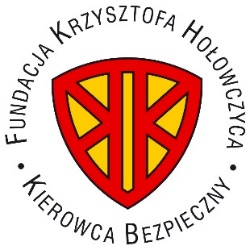 FUNDACJA KRZYSZTOFA HOŁOWCZYCA
• KIEROWCA BEZPIECZNY •